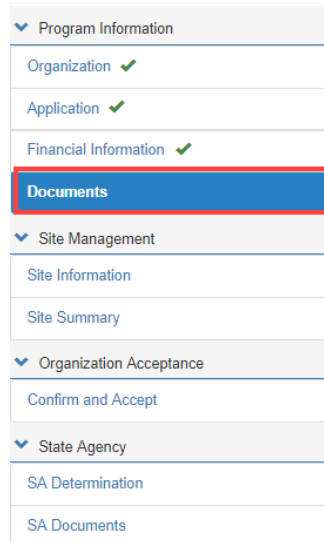 Program Information
Organization
Application
Financial Information
Documents
Site Management
Site Information
Site Summary
Organization Acceptance
Confirm and Accept
State Agency
SA Determination
SA Documents